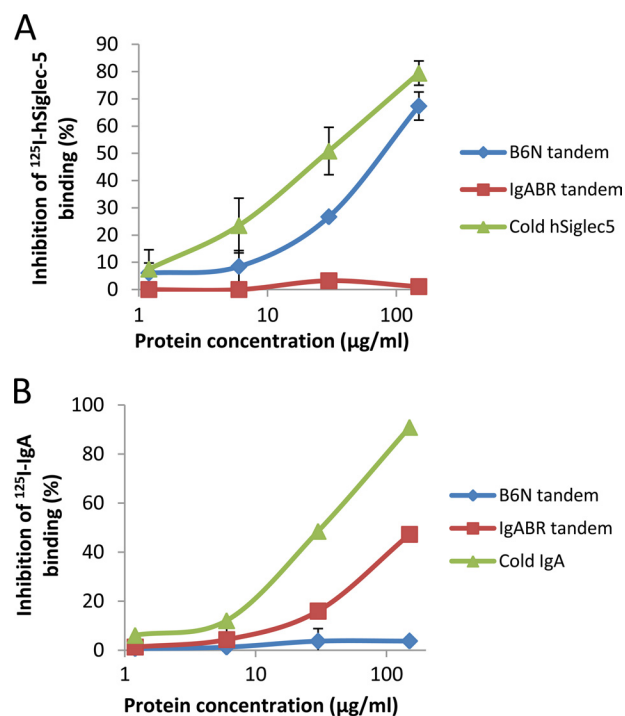 A
Inhibition of ¹²⁵I-hSiglec-5
binding (%)
90
80
70
60
50
40
30
20
10
0
1
10
100
Protein concentration (µg/ml)
B6N tandem
IgABR tandem
Cold hSiglec5
B
Inhibition of ¹²⁵I-IgA
binding (%)
100
80
60
40
20
0
1
10
100
Protein concentration (µg/ml)
B6N tandem
IgABR tandem
Cold IgA